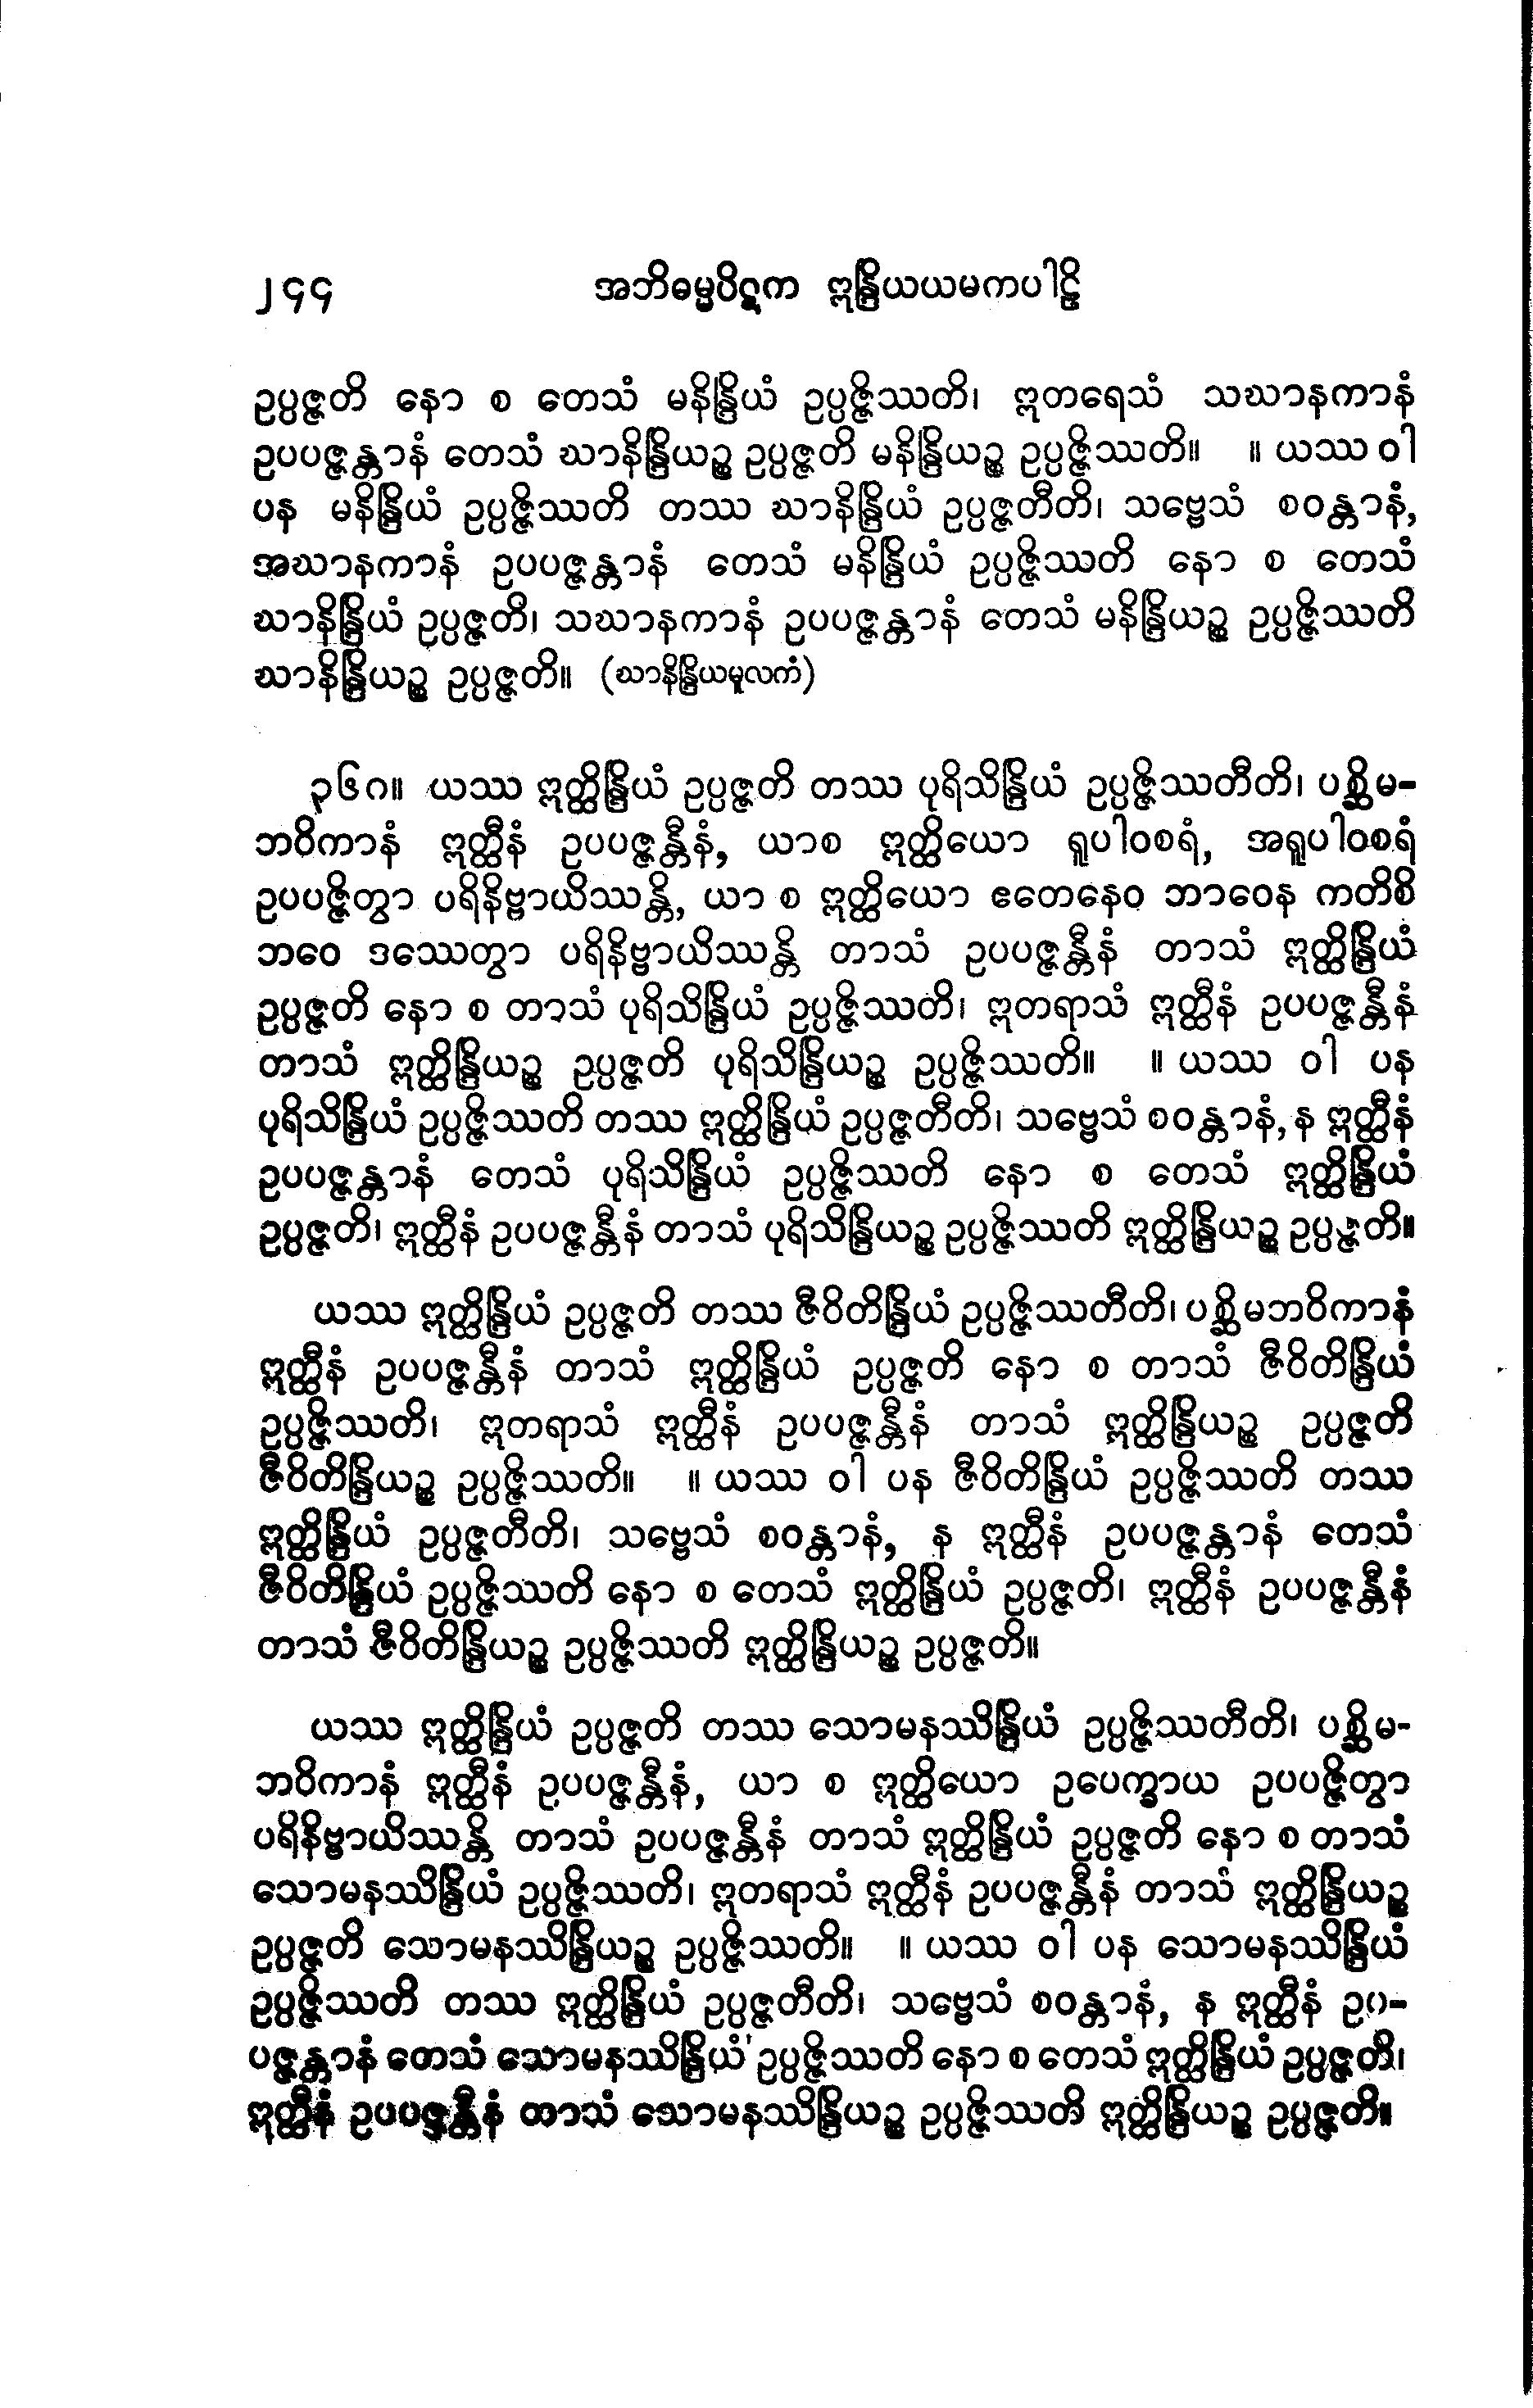 ၂၄၄ အဘိဓမ္မပိဋက ဣန္ဒြိယယမကပါဠိ
ဥပ္ပဇ္ဇတိ နော စ တေသံ မနိန္ဒြိယံ ဥပ္ပဇ္ဇိဿတိ၊ ဣတရေသံ သဃာနကာနံ
ဥပပဇ္ဇန္တာနံ တေသံ ဃာနိန္ဒြိယဉ္စ ဥပ္ပဇ္ဇတိ မနိန္ဒြိယဉ္စ ဥပ္ပဇ္ဇိဿတိ။ ။ ယဿ ဝါ
ပန မနိန္ဒြိယံ ဥပ္ပဇ္ဇိဿတိ တဿ ဃာနိန္ဒြိယံ ဥပ္ပဇ္ဇတီတိ၊ သဗ္ဗေသံ စဝန္တာနံ,
အဃာနကာနံ ဥပပဇ္ဇန္တာနံ တေသံ မနိန္ဒြိယံ ဥပ္ပဇ္ဇိဿတိ နော စ တေသံ
ဃာနိန္ဒြိယံ ဥပ္ပဇ္ဇတိ၊ သဃာနကာနံ ဥပပဇ္ဇန္တာနံ တေသံ မနိန္ဒြိယဉ္စ ဥပ္ပဇ္ဇိဿတိ
ဃာနိန္ဒြိယဉ္စ ဥပ္ပဇ္ဇတိ။ (ဃာနိန္ဒြိယမူလကံ)
၃၆၈။ ယဿ ဣတ္ထိန္ဒြိယံ ဥပ္ပဇ္ဇတိ တဿ ပုရိသိန္ဒြိယံ ဥပ္ပဇ္ဇိဿတီတိ၊ ပစ္ဆိမ-
ဘဝိကာနံ ဣတ္ထီနံ ဥပပဇ္ဇန္တီနံ, ယာစ ဣတ္ထိယော ရူပါဝစရံ, အရူပါဝစရံ
ဥပပဇ္ဇိတွာ ပရိနိဗ္ဗာယိဿန္တိ, ယာ စ ဣတ္ထိယော ဧတေနေဝ ဘာဝေန ကတိစိ
ဘဝေ ဒဿေတွာ ပရိနိဗ္ဗာယိဿန္တိ တာသံ ဥပပဇ္ဇန္တီနံ တာသံ ဣတ္ထိန္ဒြိယံ
ဥပ္ပဇ္ဇတိ နော စ တာသံ ပုရိသိန္ဒြိယံ ဥပ္ပဇ္ဇိဿတိ၊ ဣတရာသံ ဣတ္ထီနံ ဥပပဇ္ဇန္တီနံ
တာသံ ဣတ္ထိန္ဒြိယဉ္စ ဥပ္ပဇ္ဇတိ ပုရိသိန္ဒြိယဉ္စ ဥပ္ပဇ္ဇိဿတိ။ ။ ယဿ ဝါ ပန
ပုရိသိန္ဒြိယံ ဥပ္ပဇ္ဇိဿတိ တဿ ဣတ္ထိန္ဒြိယံ ဥပ္ပဇ္ဇတီတိ၊ သဗ္ဗေသံ စဝန္တာနံ, န ဣတ္ထီနံ
ဥပပဇ္ဇန္တာနံ တေသံ ပုရိသိန္ဒြိယံ ဥပ္ပဇ္ဇိဿတိ နော စ တေသံ ဣတ္ထိန္ဒြိယံ
ဥပ္ပဇ္ဇတိ၊ ဣတ္ထီနံ ဥပပဇ္ဇန္တီနံ တာသံ ပုရိသိန္ဒြိယဉ္စ ဥပ္ပဇ္ဇိဿတိ ဣတ္ထိန္ဒြိယဉ္စ ဥပ္ပဇ္ဇတိ။
ယဿ ဣတ္ထိန္ဒြိယံ ဥပ္ပဇ္ဇတိ တဿ ဇီဝိတိန္ဒြိယံ ဥပ္ပဇ္ဇိဿတီတိ၊ ပစ္ဆိမဘဝိကာနံ
ဣတ္ထီနံ ဥပပဇ္ဇန္တီနံ တာသံ ဣတ္ထိန္ဒြိယံ ဥပ္ပဇ္ဇတိ နော စ တာသံ ဇီဝိတိန္ဒြိယံ
ဥပ္ပဇ္ဇိဿတိ၊ ဣတရာသံ ဣတ္ထီနံ ဥပပဇ္ဇန္တီနံ တာသံ ဣတ္ထိန္ဒြိယဉ္စ ဥပ္ပဇ္ဇတိ
ဇီဝိတိန္ဒြိယဉ္စ ဥပ္ပဇ္ဇိဿတိ။ ။ ယဿ ဝါ ပန ဇီဝိတိန္ဒြိယံ ဥပ္ပဇ္ဇိဿတိ တဿ
ဣတ္ထိန္ဒြိယံ ဥပ္ပဇ္ဇတီတိ၊ သဗ္ဗေသံ စဝန္တာနံ, န ဣတ္ထီနံ ဥပပဇ္ဇန္တာနံ တေသံ
ဇီဝိတိန္ဒြိယံ ဥပ္ပဇ္ဇိဿတိ နော စ တေသံ ဣတ္ထိန္ဒြိယံ ဥပ္ပဇ္ဇတိ၊ ဣတ္ထီနံ ဥပပဇ္ဇန္တီနံ
တာသံ ဇီဝိတိန္ဒြိယဉ္စ ဥပ္ပဇ္ဇိဿတိ ဣတ္ထိန္ဒြိယဉ္စ ဥပ္ပဇ္ဇတိ။
ယဿ ဣတ္ထိန္ဒြိယံ ဥပ္ပဇ္ဇတိ တဿ သောမနဿိန္ဒြိယံ ဥပ္ပဇ္ဇိဿတီတိ၊ ပစ္ဆိမ-
ဘဝိကာနံ ဣတ္ထီနံ ဥပပဇ္ဇန္တီနံ, ယာ စ ဣတ္ထိယော ဥပေက္ခာယ ဥပပဇ္ဇိတွာ
ပရိနိဗ္ဗာယိဿန္တိ တာသံ ဥပပဇ္ဇန္တီနံ တာသံ ဣတ္ထိန္ဒြိယံ ဥပ္ပဇ္ဇတိ နော စ တာသံ
သောမနဿိန္ဒြိယံ ဥပ္ပဇ္ဇိဿတိ၊ ဣတရာသံ ဣတ္ထီနံ ဥပပဇ္ဇန္တီနံ တာသံ ဣတ္ထိန္ဒြိယဉ္စ
ဥပ္ပဇ္ဇတိ သောမနဿိန္ဒြိယဉ္စ ဥပ္ပဇ္ဇိဿတိ။ ။ ယဿ ဝါ ပန သောမနဿိန္ဒြိယံ
ဥပ္ပဇ္ဇိဿတိ တဿ ဣတ္ထိန္ဒြိယံ ဥပ္ပဇ္ဇတီတိ၊ သဗ္ဗေသံ စဝန္တာနံ, န ဣတ္ထီနံ ဥပ-
ပဇ္ဇန္တာနံ တေသံ သောမနဿိန္ဒြိယံ ဥပ္ပဇ္ဇိဿတိ နော စ တေသံ ဣတ္ထိန္ဒြိယံ ဥပ္ပဇ္ဇတိ၊
ဣတ္ထီနံ ဥပပဇ္ဇန္တီနံ တာသံ သောမနဿိန္ဒြိယဉ္စ ဥပ္ပဇ္ဇိဿတိ ဣတ္ထိန္ဒြိယဉ္စ ဥပ္ပဇ္ဇတိ။